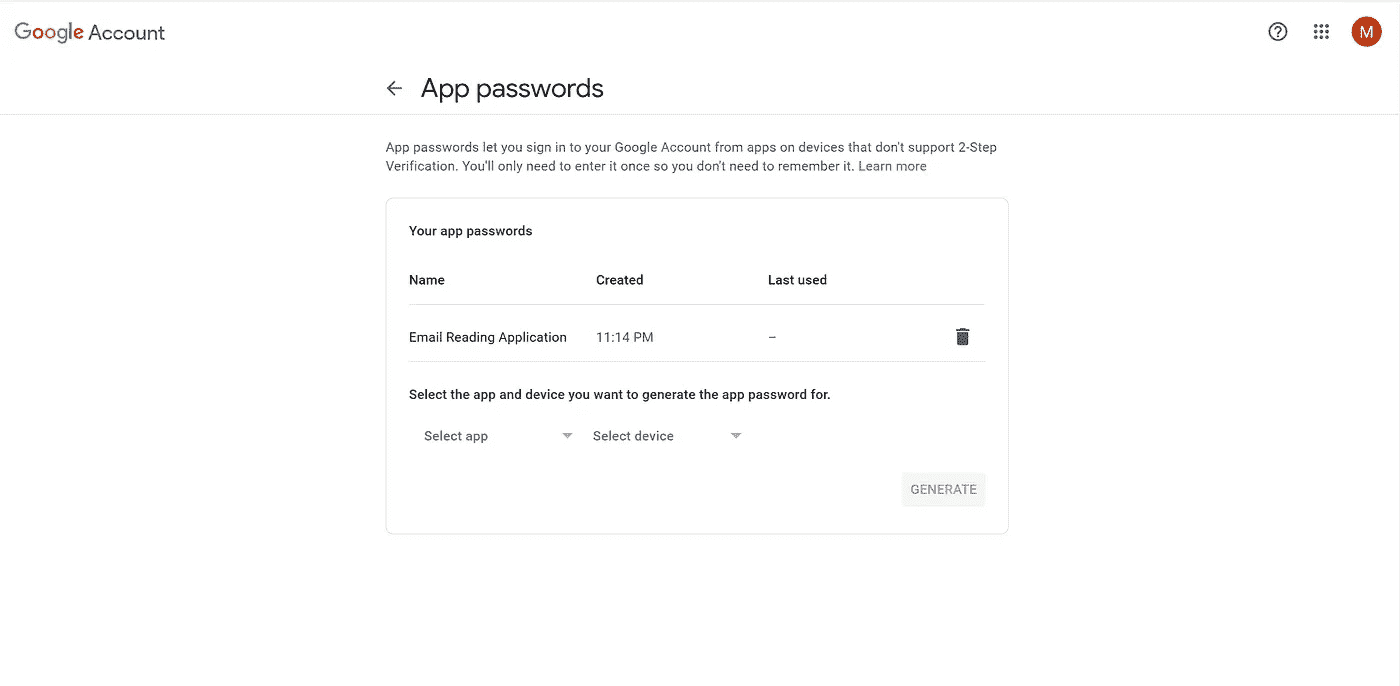 Google Account
M
App passwords
App passwords let you sign in to your Google Account from apps on devices that don't support 2-Step
Verification. You'll only need to enter it once so you don't need to remember it. Learn more
Your app passwords
Name Created Last used
Email Reading Application 11:14 PM –
Select the app and device you want to generate the app password for.
Select app Select device
GENERATE